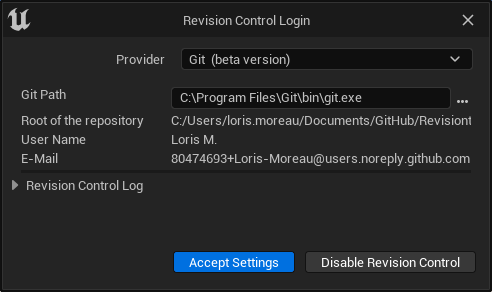 Revision Control Login
Provider Git (beta version)
Git Path C:\Program Files\Git\bin\git.exe ...
Root of the repository C:/Users/loris.moreau/Documents/GitHub/Revisiont
User Name Loris M.
E-Mail 80474693+Loris-Moreau@users.noreply.github.com
Revision Control Log
Accept Settings Disable Revision Control